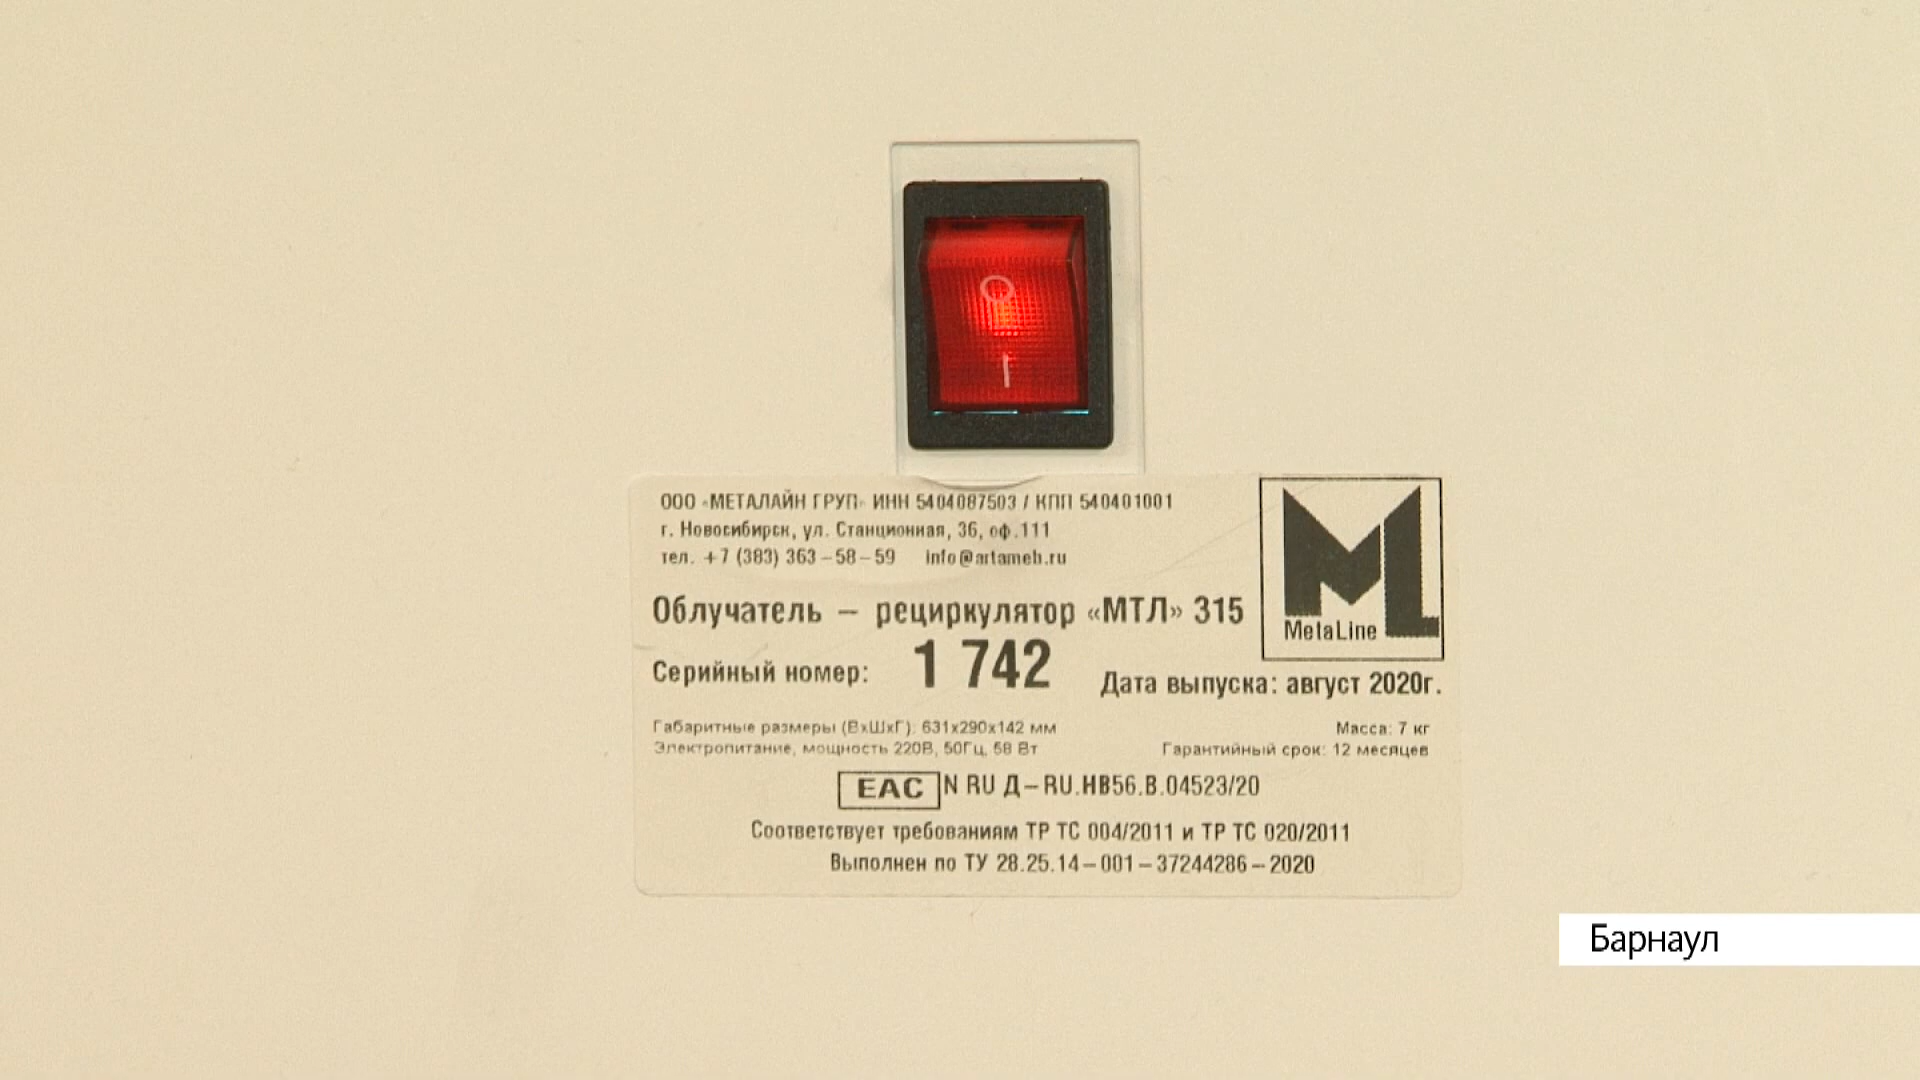 ООО «МЕТАЛАЙН ГРУП» ИНН 5404087503 / КПП 540401001
г. Новосибирск, ул. Станционная, 36, оф.111
тел. +7 (383) 363–58–59 info@artameh.ru
MetaLine
Облучатель – рециркулятор «МТЛ» 315
Серийный номер: 1 742 Дата выпуска: август 2020г.
Габаритные размеры (ВхШхГ): 631х290х142 мм Масса: 7 кг
Электропитание, мощность 220В, 50Гц, 58 Вт Гарантийный срок: 12 месяцев
EAC N RU Д–RU.НВ56.В.04523/20
Соответствует требованиям ТР ТС 004/2011 и ТР ТС 020/2011
Выполнен по ТУ 28.25.14–001–37244286–2020
Барнаул